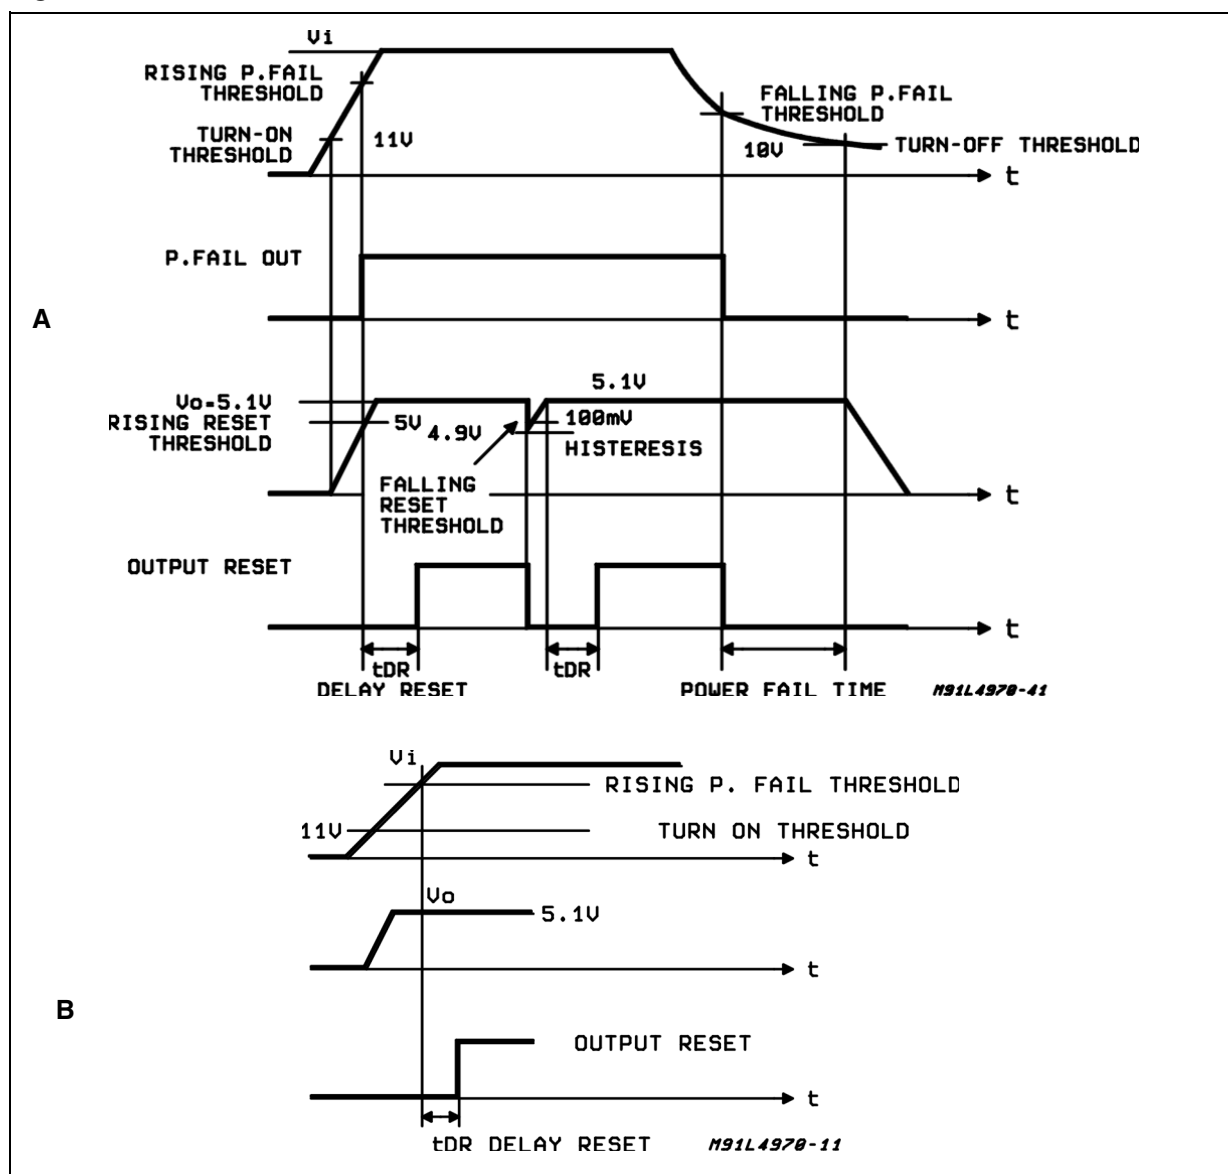 Vi
RISING P.FAIL
THRESHOLD
TURN-ON
THRESHOLD
11V
FALLING P.FAIL
THRESHOLD
10V
TURN-OFF THRESHOLD
t
P.FAIL OUT
t
A
Vo=5.1V
RISING RESET
THRESHOLD
5V
4.9V
5.1V
100mV
HISTERESIS
FALLING
RESET
THRESHOLD
t
OUTPUT RESET
t
tDR
tDR
DELAY RESET
POWER FAIL TIME
M91L4970-41
Vi
RISING P. FAIL THRESHOLD
11V
TURN ON THRESHOLD
t
Vo
5.1V
t
B
OUTPUT RESET
t
tDR DELAY RESET
M91L4970-11